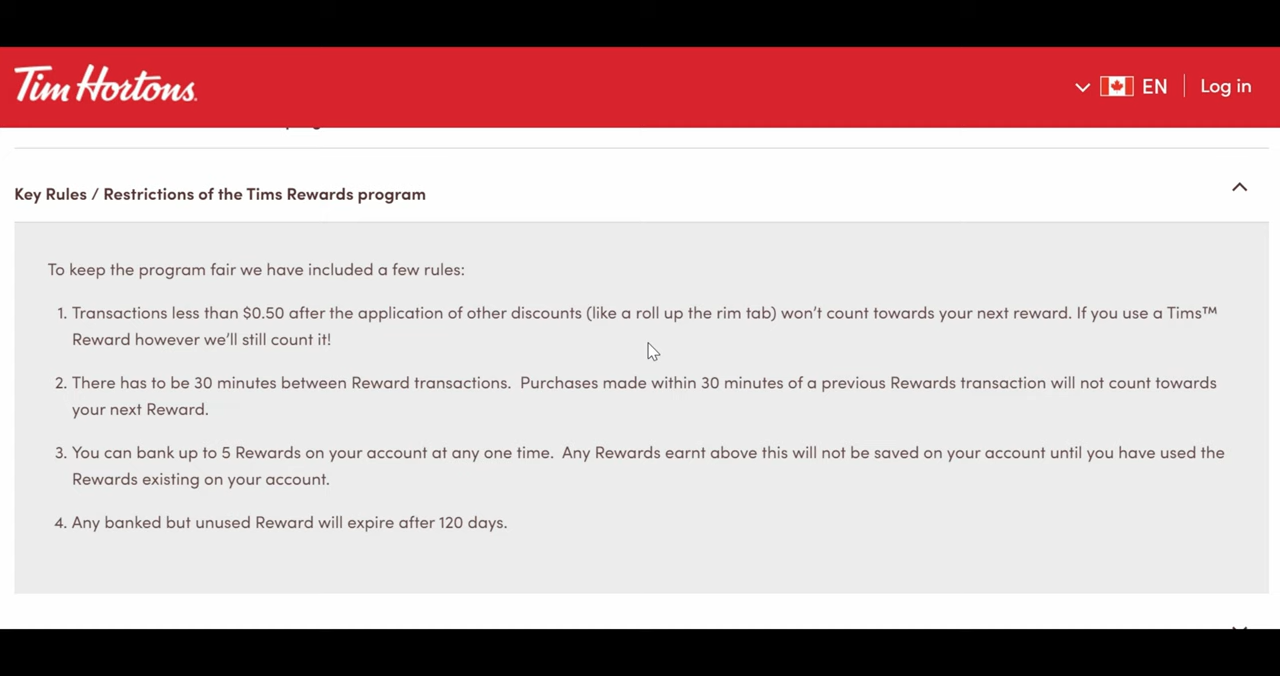 Tim Hortons.
EN
Log in
Key Rules / Restrictions of the Tims Rewards program
To keep the program fair we have included a few rules:
1. Transactions less than $0.50 after the application of other discounts (like a roll up the rim tab) won't count towards your next reward. If you use a Tims™
Reward however we'll still count it!
2. There has to be 30 minutes between Reward transactions.  Purchases made within 30 minutes of a previous Rewards transaction will not count towards
your next Reward.
3. You can bank up to 5 Rewards on your account at any one time.  Any Rewards earnt above this will not be saved on your account until you have used the
Rewards existing on your account.
4. Any banked but unused Reward will expire after 120 days.